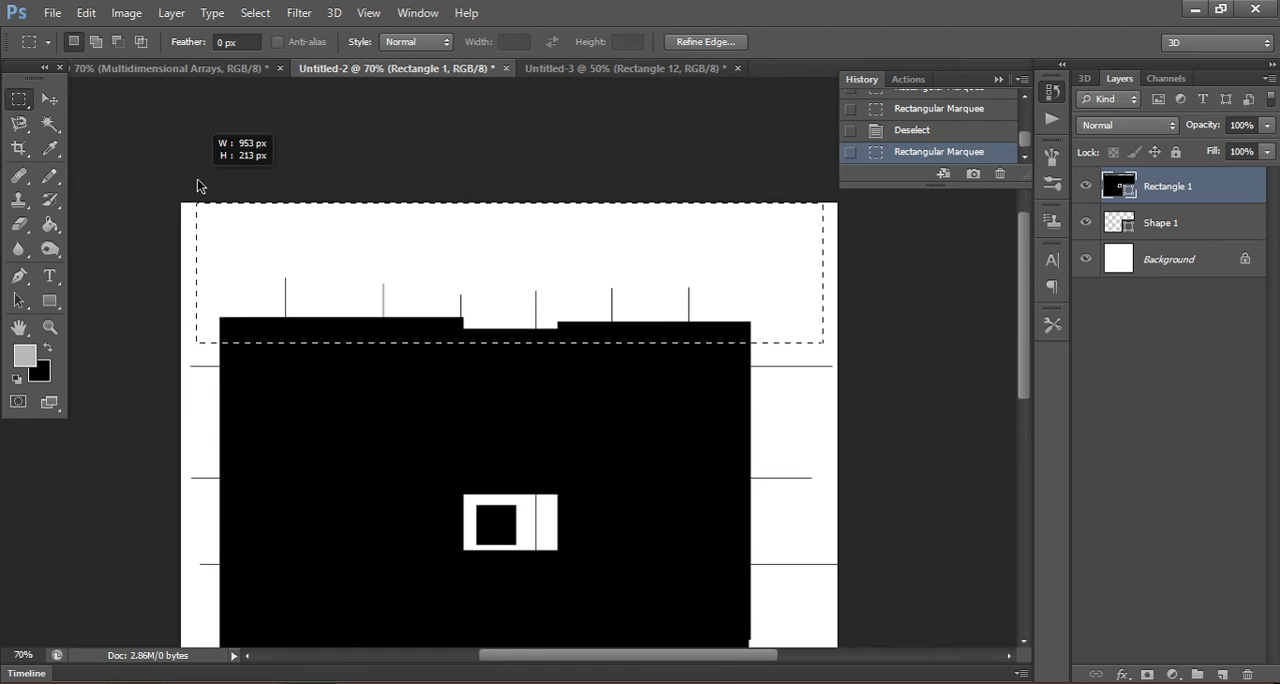 Ps File Edit Image Layer Type Select Filter 3D View Window Help
Feather: 0 px Anti-alias Style: Normal Width: Height: Refine Edge... 3D
70% (Multidimensional Arrays, RGB/8) * × Untitled-2 @ 70% (Rectangle 1, RGB/8) * × Untitled-3 @ 50% (Rectangle 12, RGB/8) * ×
History Actions
Rectangular Marquee
Rectangular Marquee
Deselect
Rectangular Marquee
3D Layers Channels
Kind T
Normal Opacity: 100%
Lock: Fill: 100%
Rectangle 1
Shape 1
Background
W : 953 px
H : 213 px
70% Doc: 2.86M/0 bytes
Timeline